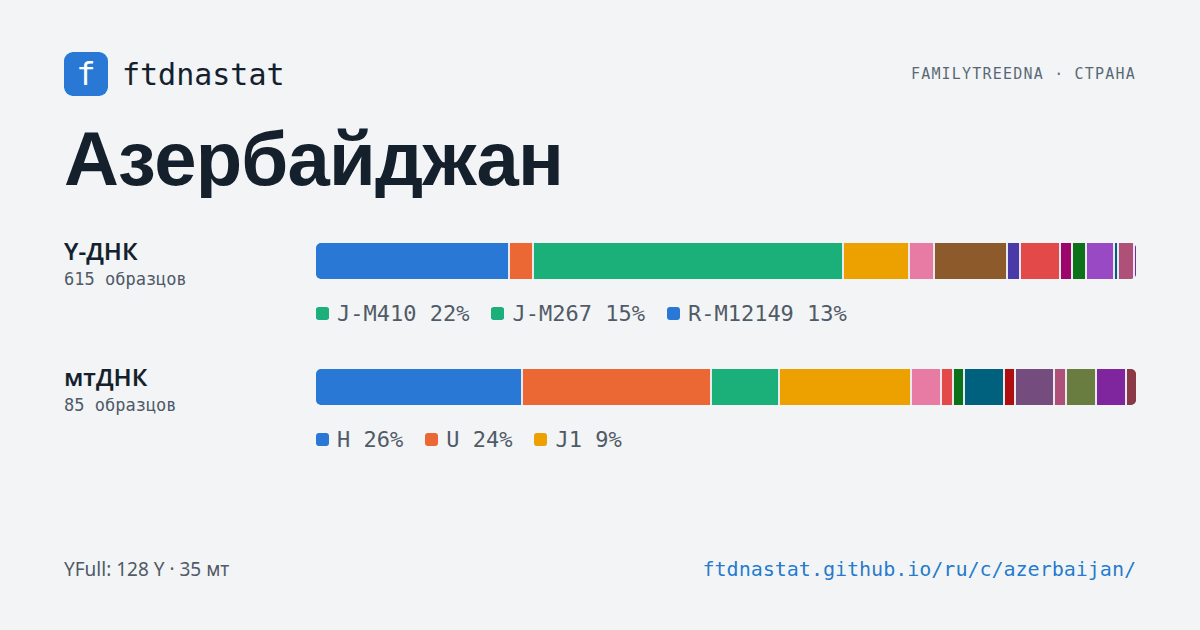 f ftdnastat
FAMILYTREEDNA · СТРАНА
Азербайджан
Y-ДНК
615 образцов
J-M410 22% J-M267 15% R-M12149 13%
мтДНК
85 образцов
H 26% U 24% J1 9%
YFull: 128 Y · 35 мт
ftdnastat.github.io/ru/c/azerbaijan/